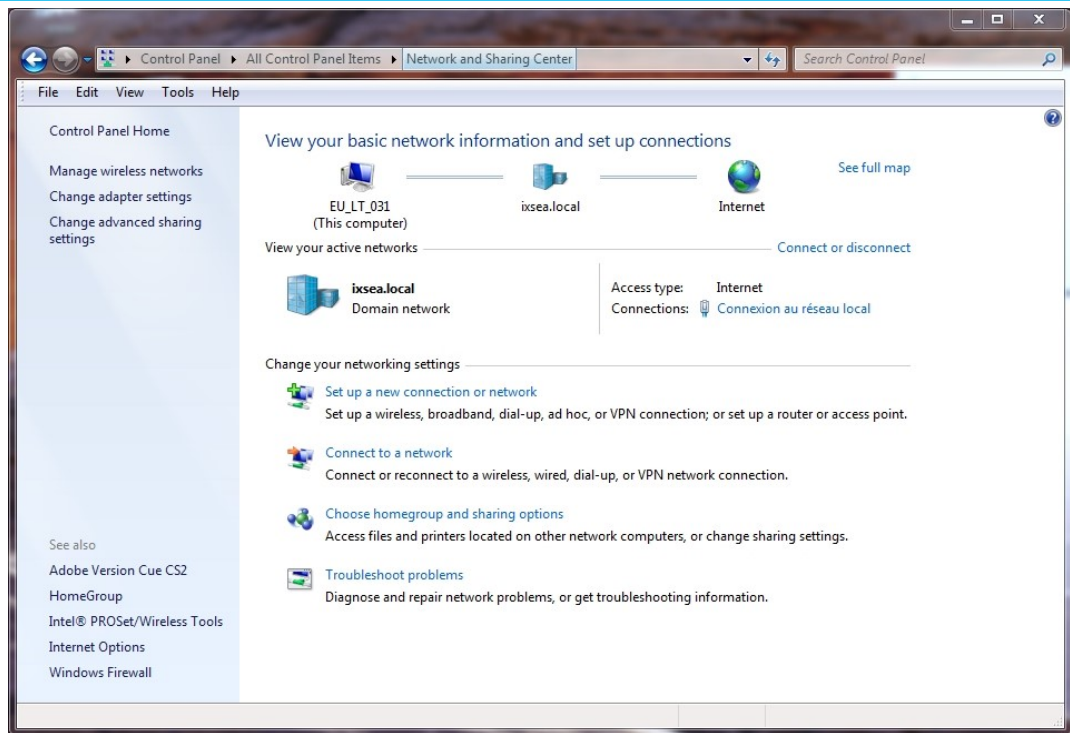 Control Panel ▸ All Control Panel Items ▸ Network and Sharing Center
Search Control Panel
File Edit View Tools Help
Control Panel Home
Manage wireless networks
Change adapter settings
Change advanced sharing
settings
See also
Adobe Version Cue CS2
HomeGroup
Intel® PROSet/Wireless Tools
Internet Options
Windows Firewall
View your basic network information and set up connections
See full map
EU_LT_031
(This computer)
ixsea.local
Internet
View your active networks
Connect or disconnect
ixsea.local
Domain network
Access type: Internet
Connections: Connexion au réseau local
Change your networking settings
Set up a new connection or network
Set up a wireless, broadband, dial-up, ad hoc, or VPN connection; or set up a router or access point.
Connect to a network
Connect or reconnect to a wireless, wired, dial-up, or VPN network connection.
Choose homegroup and sharing options
Access files and printers located on other network computers, or change sharing settings.
Troubleshoot problems
Diagnose and repair network problems, or get troubleshooting information.